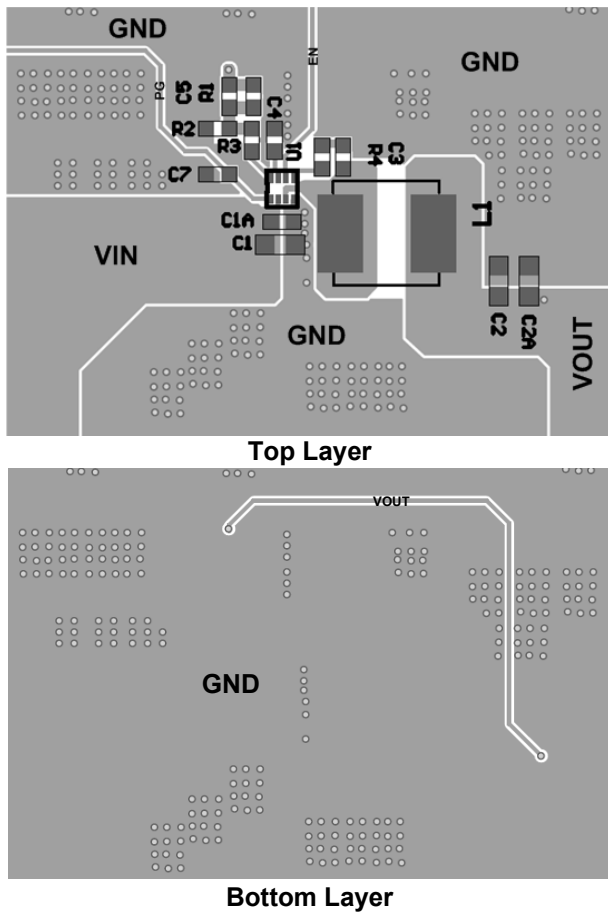 GND
EN
GND
PG
C5
R1
C4
R2
R3
U1
R4
C3
C7
L1
C1A
C1
VIN
GND
C2
C2A
VOUT
Top Layer
VOUT
GND
Bottom Layer